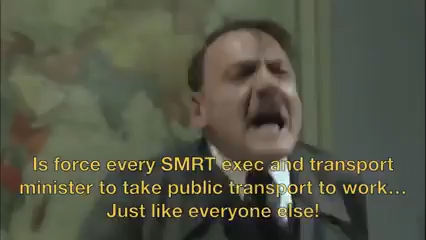 Is force every SMRT exec and transport
minister to take public transport to work...
Just like everyone else!